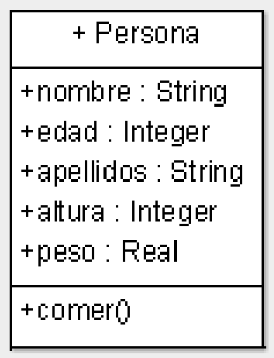 + Persona
+nombre : String
+edad : Integer
+apellidos : String
+altura : Integer
+peso : Real
+comer()